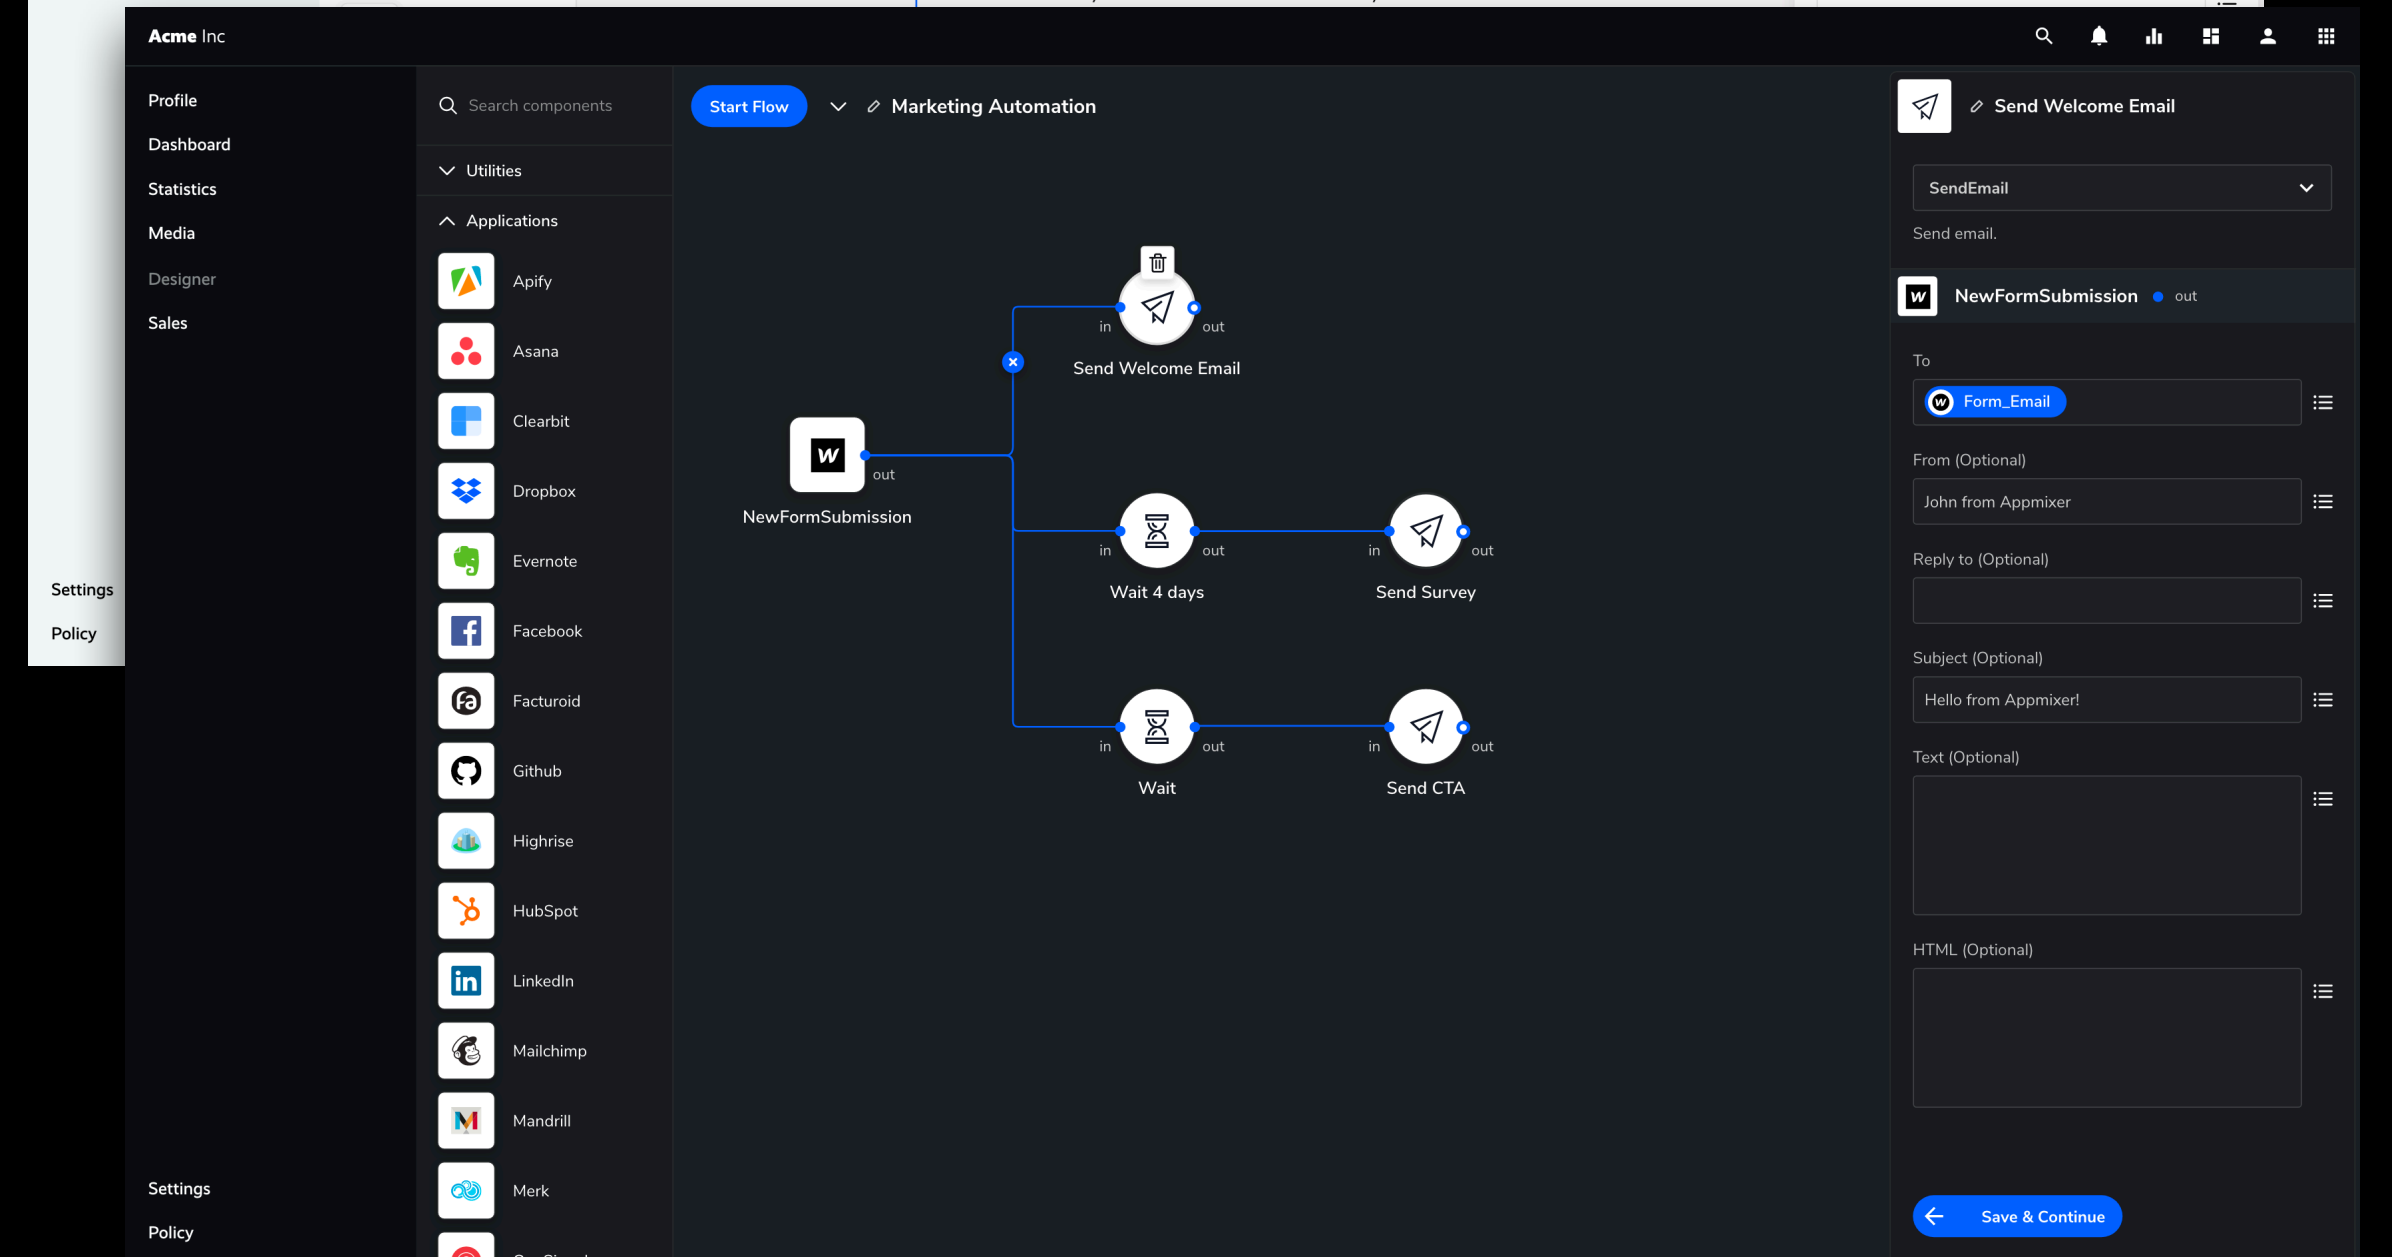 Acme Inc
Profile
Dashboard
Statistics
Media
Designer
Sales
Settings
Policy
Settings
Policy
Search components
Utilities
Applications
Apify
Asana
Clearbit
Dropbox
Evernote
Facebook
Facturoid
Github
Highrise
HubSpot
LinkedIn
Mailchimp
Mandrill
Merk
Start Flow
Marketing Automation
in
out
Send Welcome Email
out
NewFormSubmission
in
out
Wait 4 days
in
out
Send Survey
in
out
Wait
in
out
Send CTA
Send Welcome Email
SendEmail
Send email.
NewFormSubmission
out
To
Form_Email
From (Optional)
John from Appmixer
Reply to (Optional)
Subject (Optional)
Hello from Appmixer!
Text (Optional)
HTML (Optional)
Save & Continue